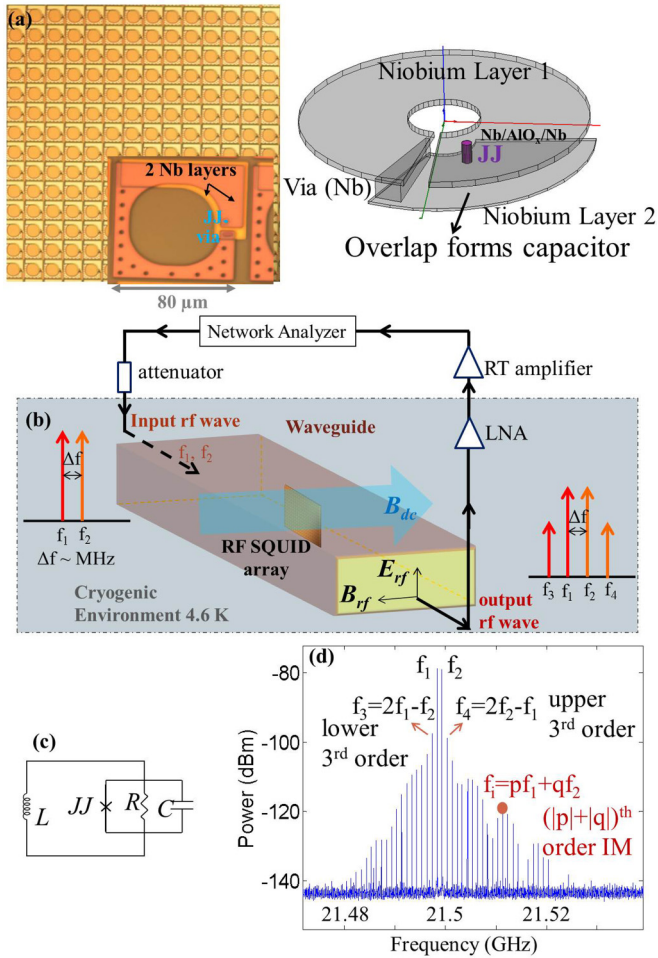 (a)
2 Nb layers
JJ,
via
80 µm
Niobium Layer 1
Nb/AlOₓ/Nb
JJ
Via (Nb)
Niobium Layer 2
Overlap forms capacitor
Network Analyzer
attenuator
RT amplifier
(b)
Input rf wave
Waveguide
LNA
f₁, f₂
Δf
f₁ f₂
Δf ~ MHz
B_dc
RF SQUID
array
E_rf
B_rf
Cryogenic
Environment 4.6 K
output
rf wave
Δf
f₃ f₁ f₂ f₄
(c)
L
JJ
R
C
(d)
-80
-100
-120
-140
Power (dBm)
f₁ f₂
f₃=2f₁-f₂
f₄=2f₂-f₁
lower
3rd order
upper
3rd order
fᵢ=pf₁+qf₂
(|p|+|q|)th
order IM
21.48 21.5 21.52
Frequency (GHz)